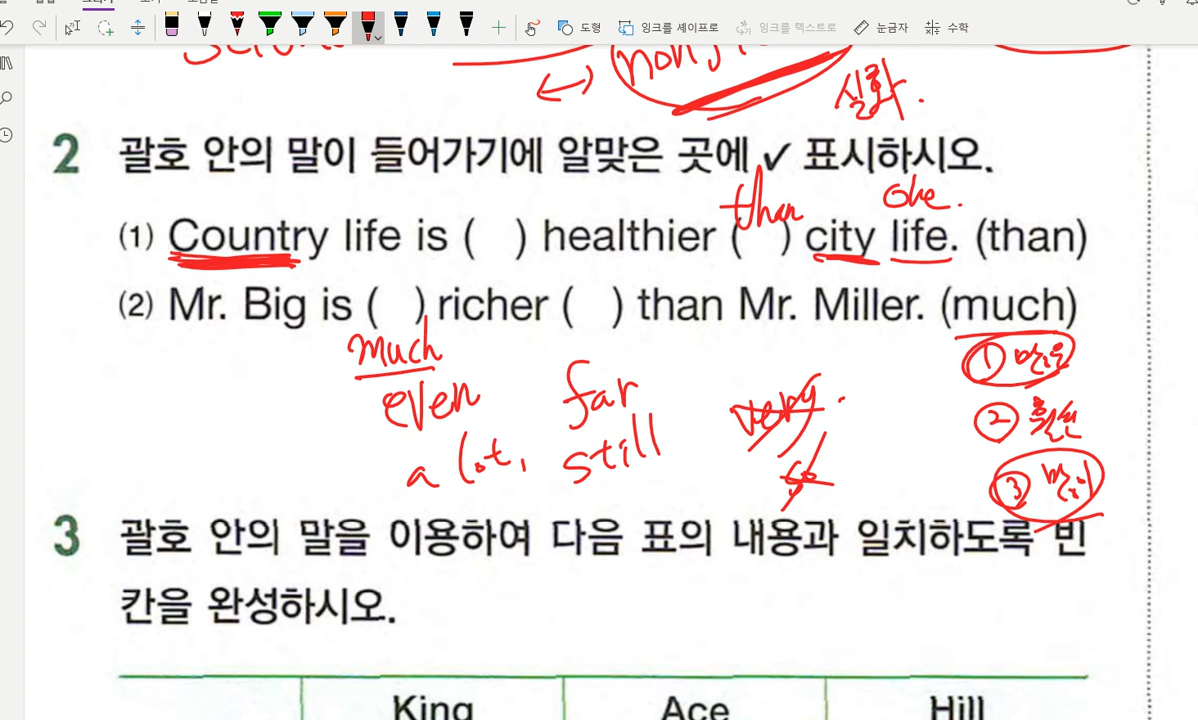 도형 잉크를 셰이프로 잉크를 텍스트로 눈금자 수학
실화.
2 괄호 안의 말이 들어가기에 알맞은 곳에 ✓ 표시하시오.
than one.
(1) Country life is ( ) healthier ( ) city life. (than)
(2) Mr. Big is ( ) richer ( ) than Mr. Miller. (much)
much ① 많은
even far very. ② 훨씬
a lot, still so ③ 많이
3 괄호 안의 말을 이용하여 다음 표의 내용과 일치하도록 빈
칸을 완성하시오.
King Ace Hill